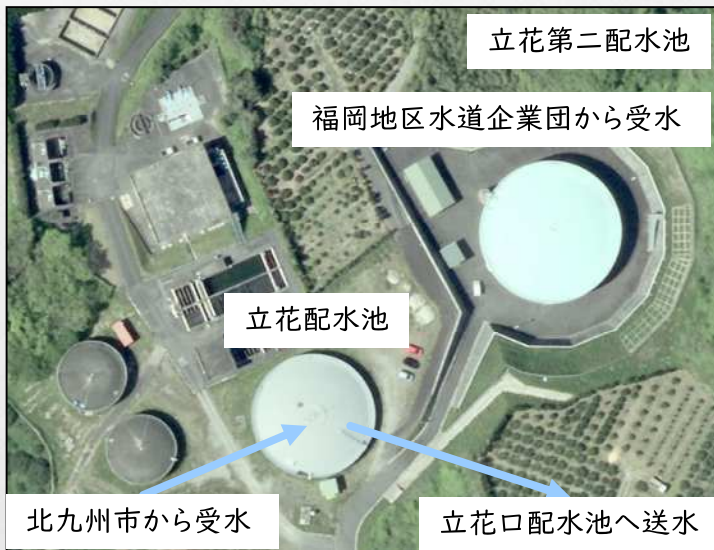 立花第二配水池
福岡地区水道企業団から受水
立花配水池
北九州市から受水
立花口配水池へ送水